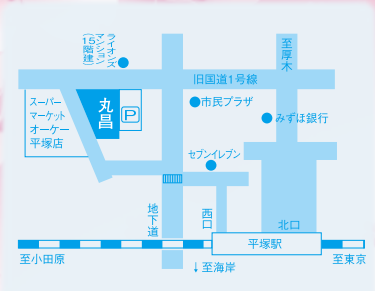 ライオンズ
マンション
(15階建)
至厚木
旧国道1号線
スーパー
マーケット
オーケー
平塚店
丸昌
P
市民プラザ
みずほ銀行
セブンイレブン
地下道
西口
北口
平塚駅
至小田原
至東京
↓至海岸